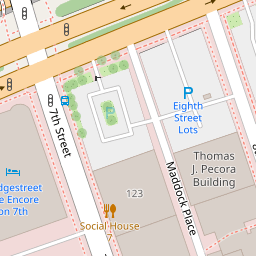 P
P
Eighth
Street
Lots
7th Street
Maddock Place
Thomas
J. Pecora
Building
dgestreet
e Encore
on 7th
123
Social House
7